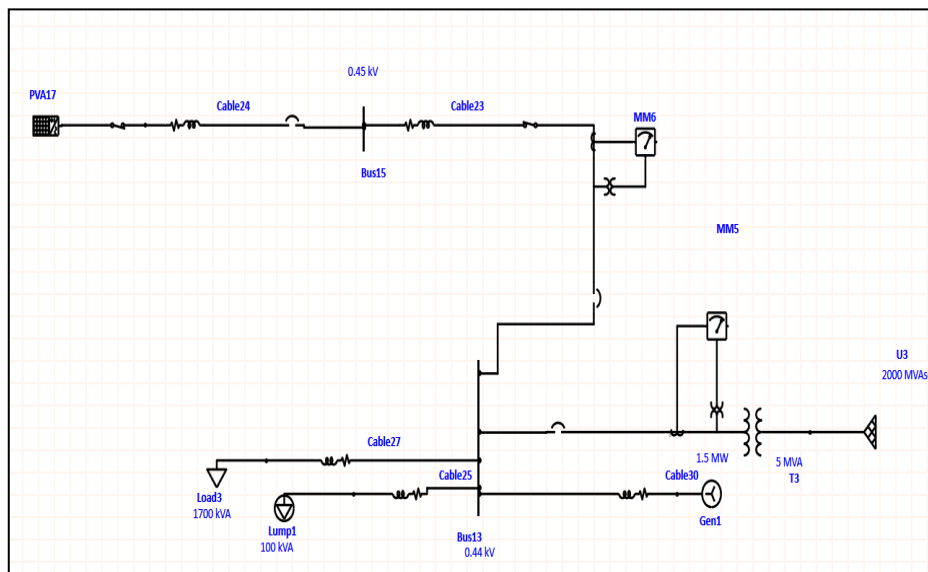 0.45 kV
PVA17
Cable24
Cable23
MM6
Bus15
MM5
U3
2000 MVAs
Cable27
1.5 MW
5 MVA
Cable25
Cable30
T3
Load3
1700 kVA
Gen1
Lump1
100 kVA
Bus13
0.44 kV